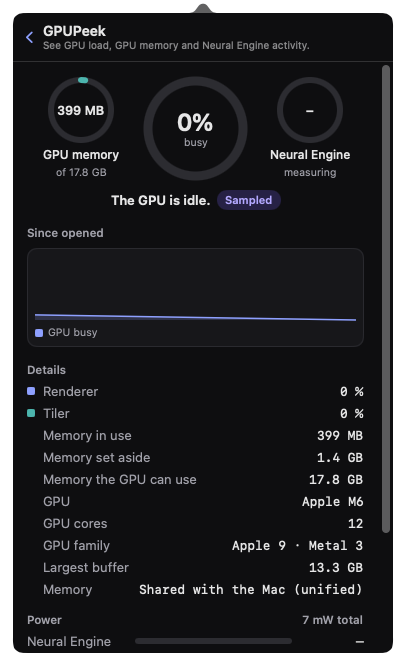 GPUPeek
See GPU load, GPU memory and Neural Engine activity.
399 MB
0%
busy
–
GPU memory
of 17.8 GB
Neural Engine
measuring
The GPU is idle. Sampled
Since opened
GPU busy
Details
Renderer 0 %
Tiler 0 %
Memory in use 399 MB
Memory set aside 1.4 GB
Memory the GPU can use 17.8 GB
GPU Apple M6
GPU cores 12
GPU family Apple 9 · Metal 3
Largest buffer 13.3 GB
Memory Shared with the Mac (unified)
Power 7 mW total
Neural Engine –